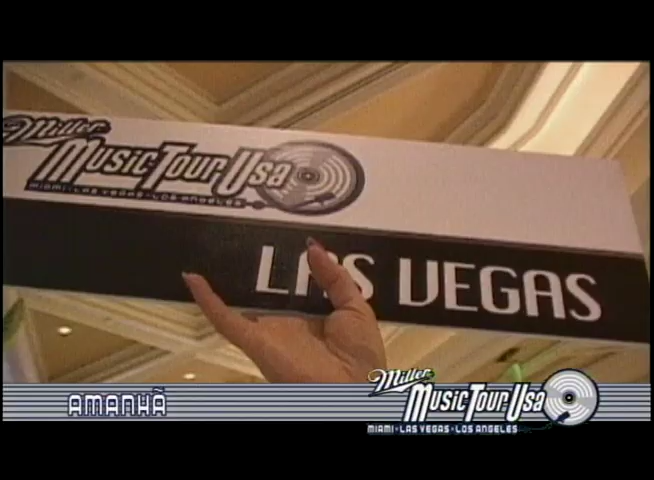 Miller
Music Tour Usa
MIAMI-LAS VEGAS-LOS ANGELES
LAS VEGAS
AMANHÃ
Miller
Music Tour Usa
MIAMI-LAS VEGAS-LOS ANGELES